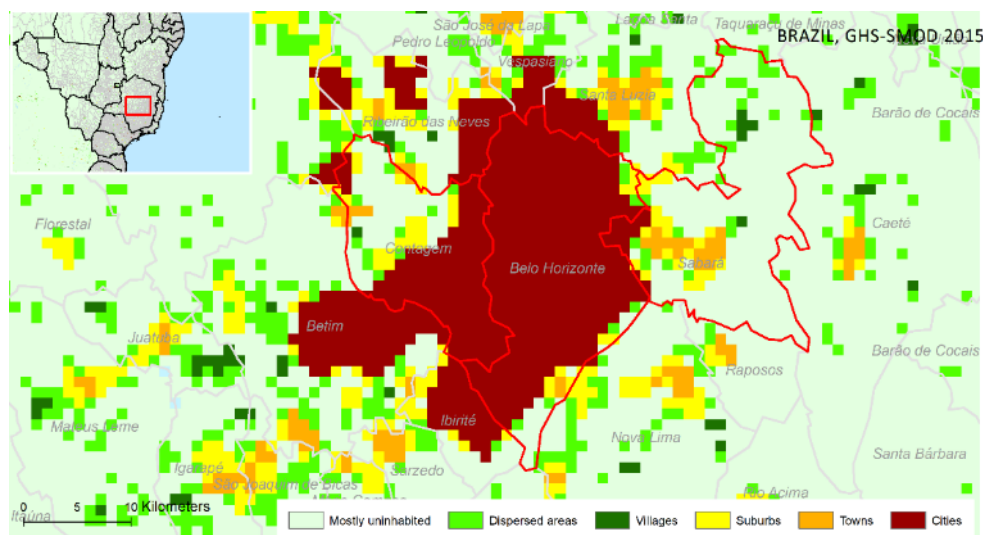 São José da Lapa
Lagoa Santa
Taquaraçu de Minas
BRAZIL, GHS-SMOD 2015
Pedro Leopoldo
Vespasiano
Santa Luzia
Barão de Cocais
Ribeirão das Neves
Florestal
Caeté
Contagem
Sabará
Belo Horizonte
Betim
Juatuba
Barão de Cocais
Raposos
Mateus Leme
Ibirité
Nova Lima
Santa Bárbara
Igarapé
Sarzedo
São Joaquim de Bicas
Rio Acima
Itaúna
0 5 10 Kilometers
Mostly uninhabited
Dispersed areas
Villages
Suburbs
Towns
Cities